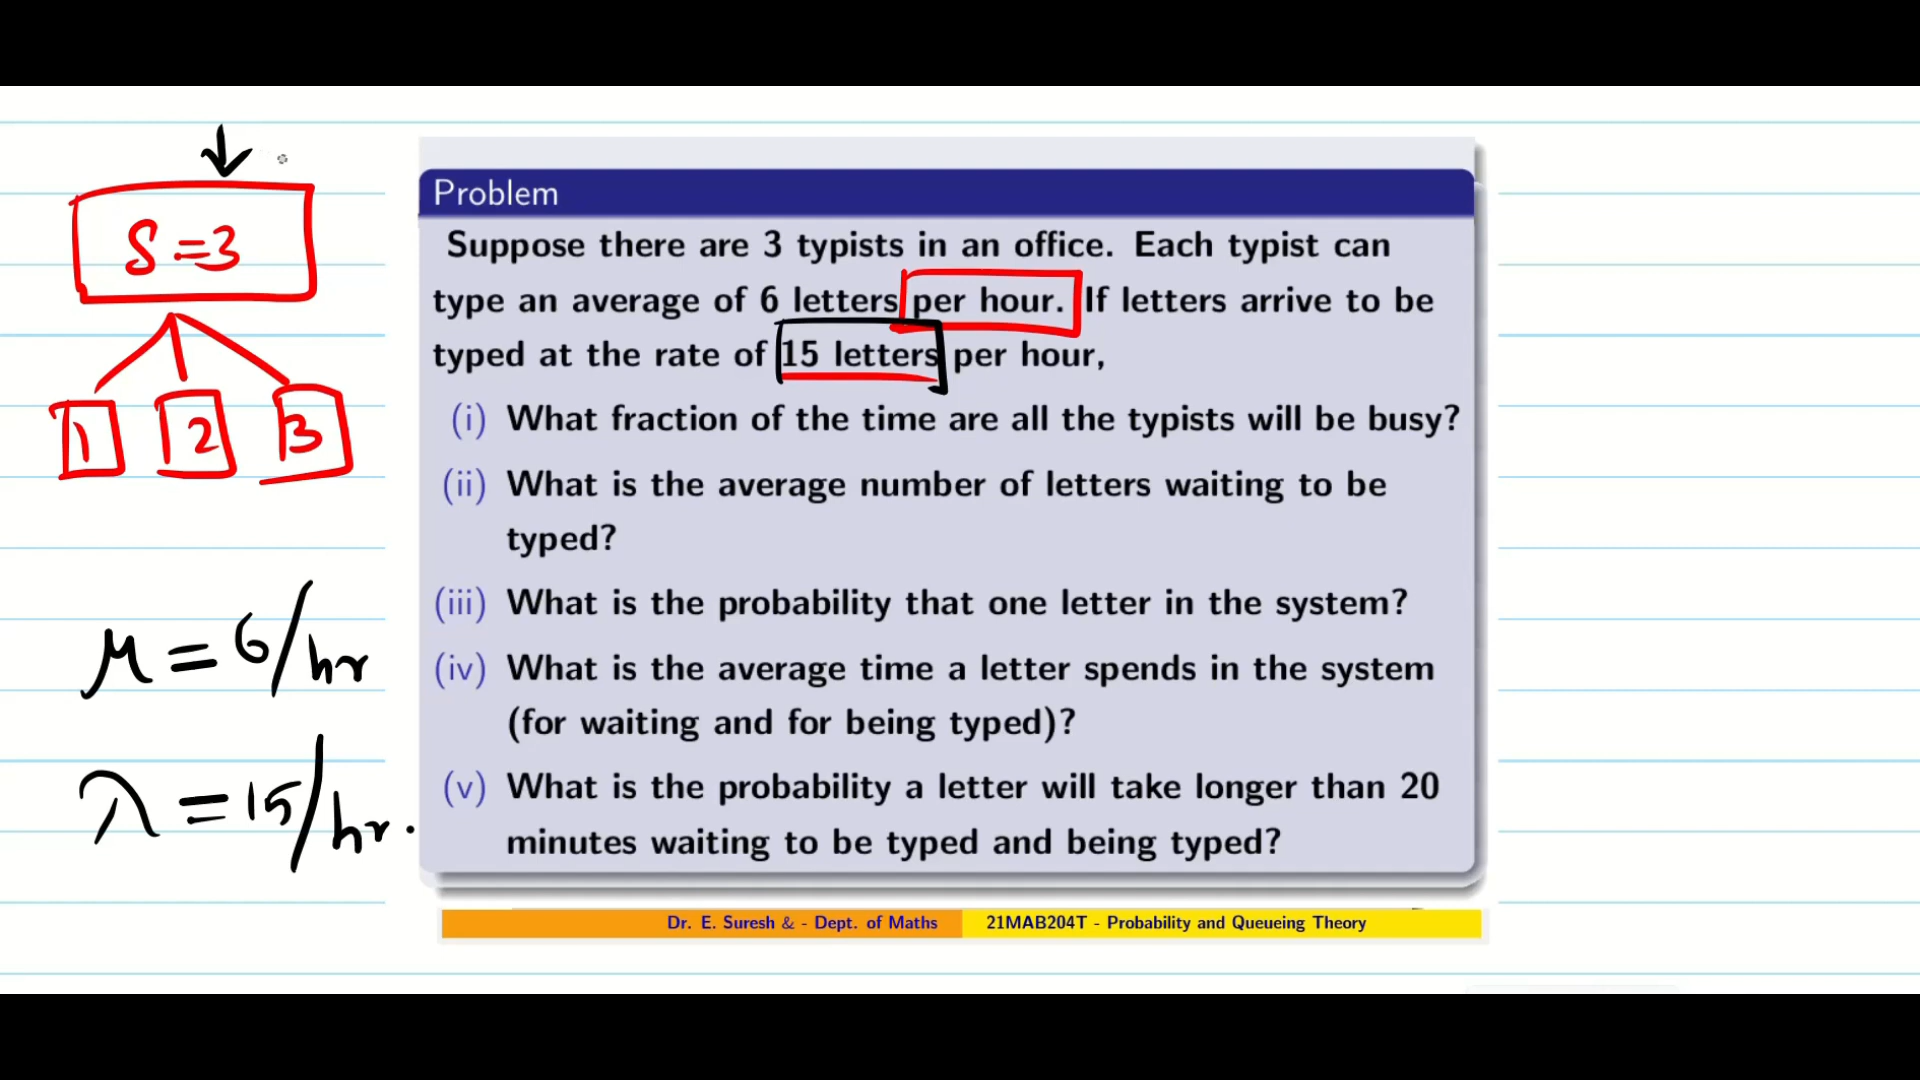 S=3
1 2 3
μ = 6/hr
λ = 15/hr.
Problem
Suppose there are 3 typists in an office. Each typist can
type an average of 6 letters per hour. If letters arrive to be
typed at the rate of 15 letters per hour,
(i) What fraction of the time are all the typists will be busy?
(ii) What is the average number of letters waiting to be
typed?
(iii) What is the probability that one letter in the system?
(iv) What is the average time a letter spends in the system
(for waiting and for being typed)?
(v) What is the probability a letter will take longer than 20
minutes waiting to be typed and being typed?
Dr. E. Suresh & - Dept. of Maths 21MAB204T - Probability and Queueing Theory